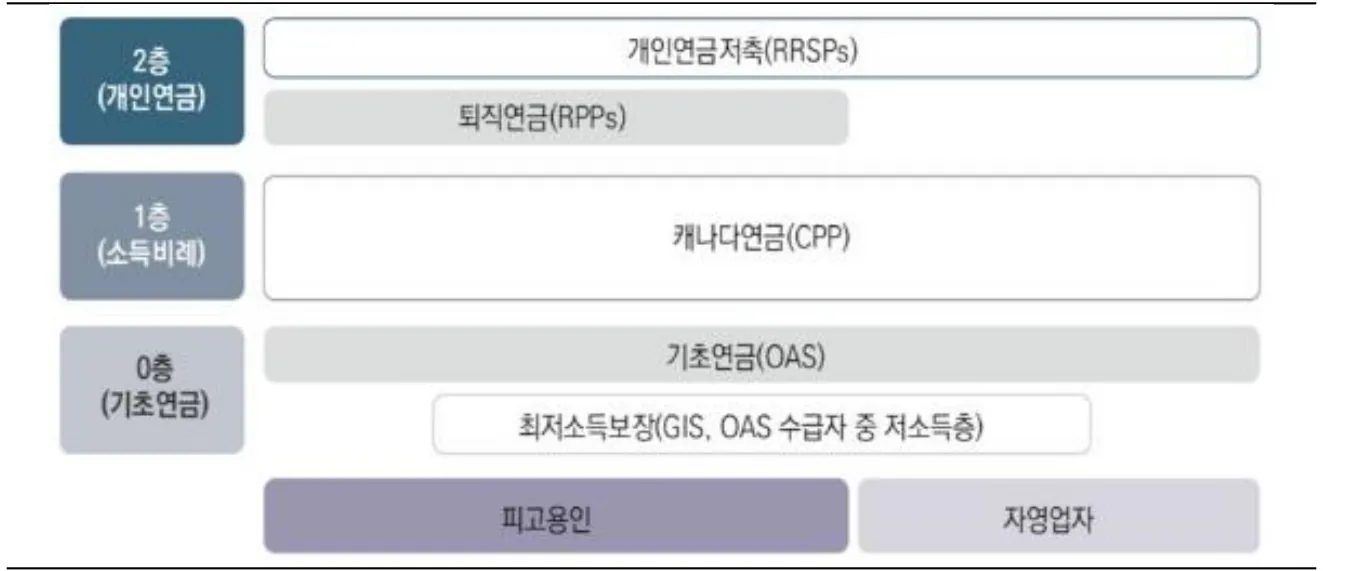 2층
(개인연금)
개인연금저축(RRSPs)
퇴직연금(RPPs)
1층
(소득비례)
캐나다연금(CPP)
0층
(기초연금)
기초연금(OAS)
최저소득보장(GIS, OAS 수급자 중 저소득층)
피고용인
자영업자